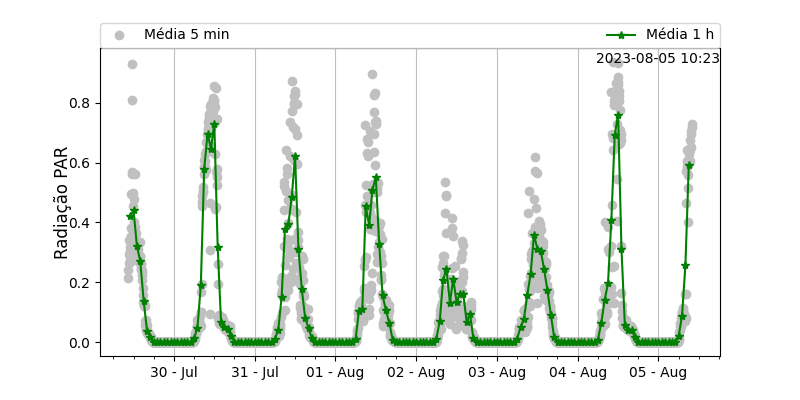 Média 5 min
Média 1 h
2023-08-05 10:23
Radiação PAR
0.8
0.6
0.4
0.2
0.0
30 - Jul
31 - Jul
01 - Aug
02 - Aug
03 - Aug
04 - Aug
05 - Aug